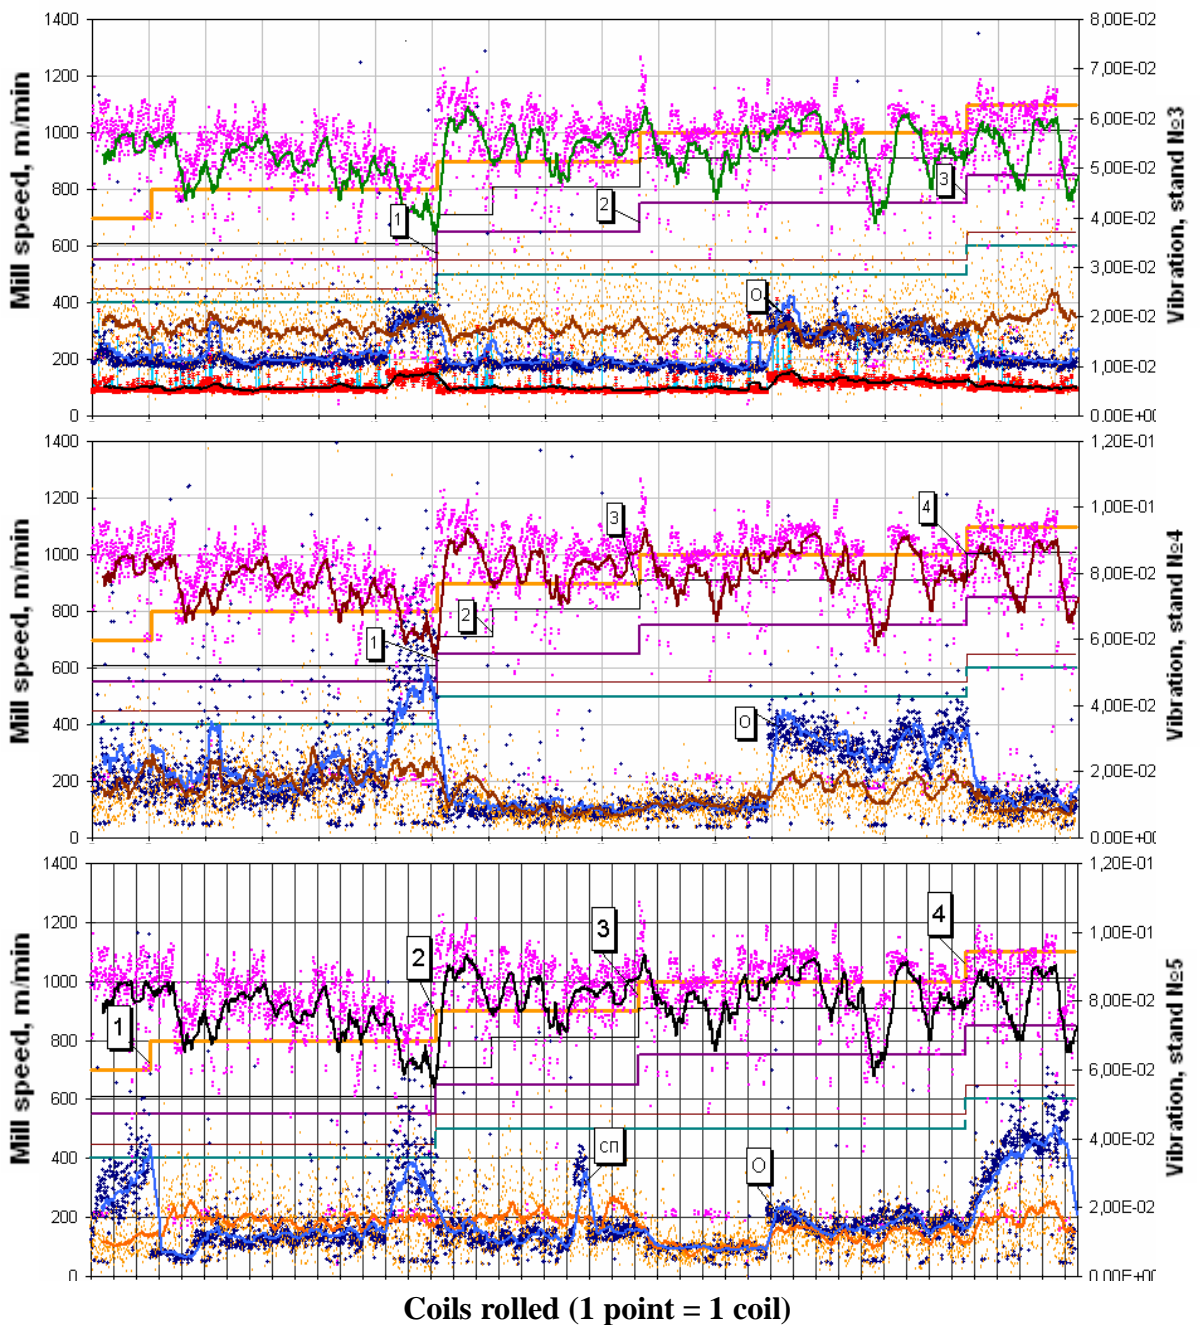 1400
1200
1000
800
600
400
200
0
Mill speed, m/min
8,00E-02
7,00E-02
6,00E-02
5,00E-02
4,00E-02
3,00E-02
2,00E-02
1,00E-02
0,00E+00
Vibration, stand №3
1
2
3
O
1400
1200
1000
800
600
400
200
0
Mill speed, m/min
1,20E-01
1,00E-01
8,00E-02
6,00E-02
4,00E-02
2,00E-02
0,00E+00
Vibration, stand №4
1
2
3
4
O
1400
1200
1000
800
600
400
200
0
Mill speed, m/min
1,20E-01
1,00E-01
8,00E-02
6,00E-02
4,00E-02
2,00E-02
0,00E+00
Vibration, stand №5
1
2
3
4
сп
O
Coils rolled (1 point = 1 coil)